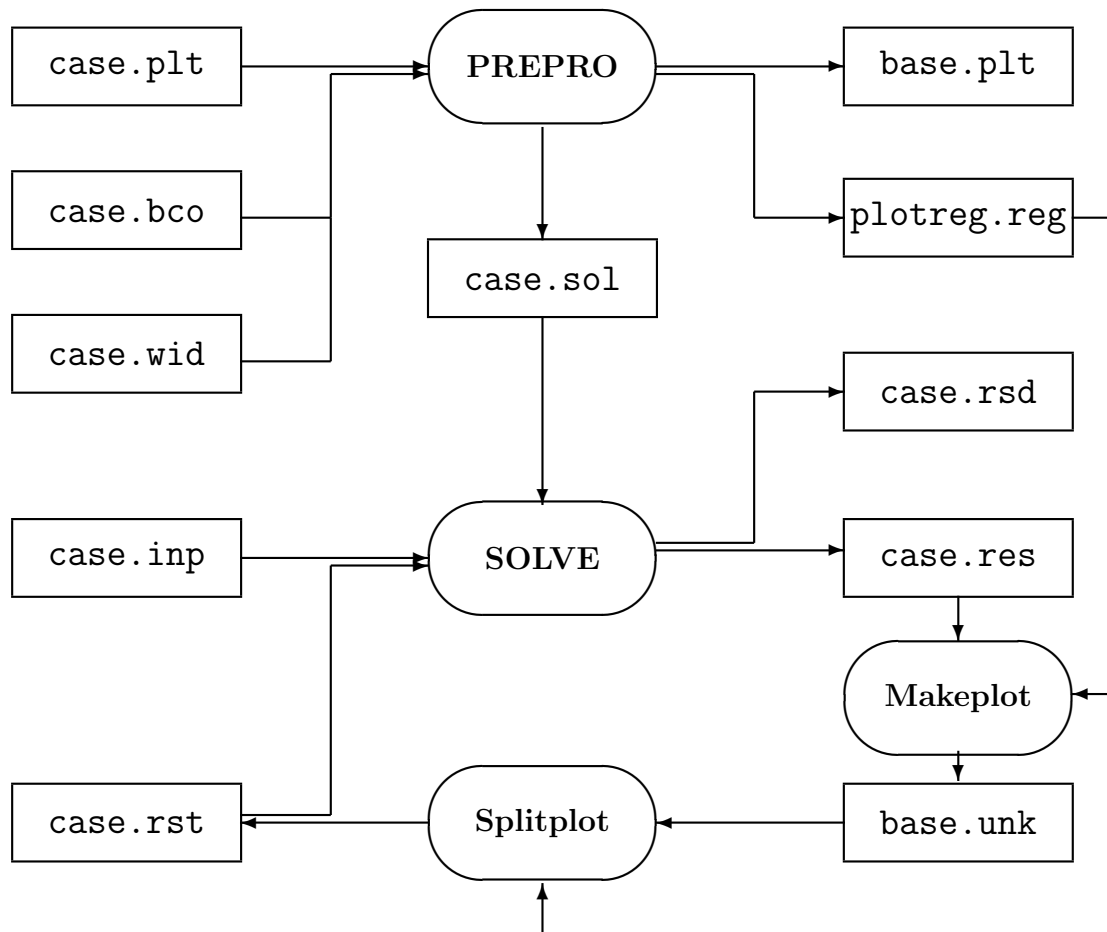 case.plt
PREPRO
base.plt
case.bco
plotreg.reg
case.sol
case.wid
case.rsd
case.inp
SOLVE
case.res
Makeplot
case.rst
Splitplot
base.unk